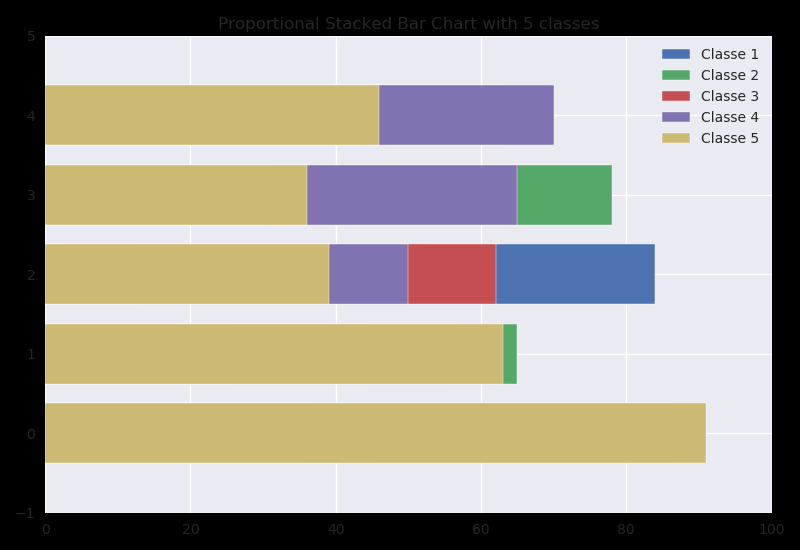 Proportional Stacked Bar Chart with 5 classes
5
Classe 1
Classe 2
Classe 3
4
Classe 4
Classe 5
3
2
1
0
−1
0 20 40 60 80 100